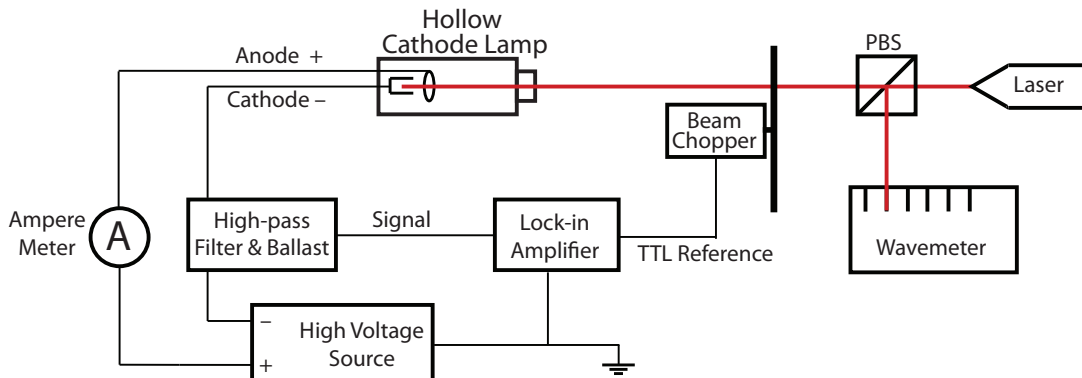 Hollow
Cathode Lamp
PBS
Anode +
Cathode –
Laser
Beam
Chopper
Ampere
Meter
A
High-pass
Filter & Ballast
Signal
Lock-in
Amplifier
TTL Reference
Wavemeter
–
+
High Voltage
Source